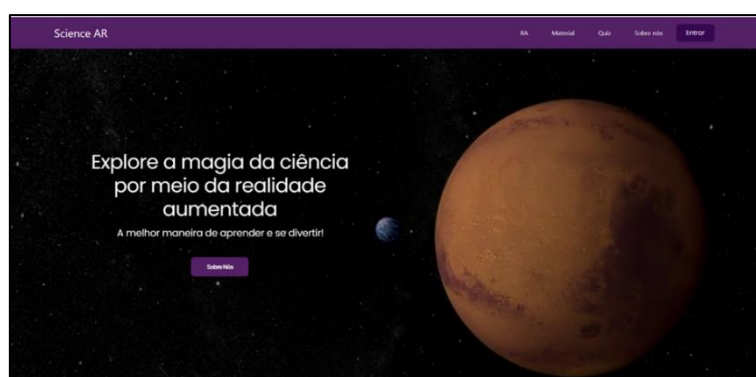 Science AR
RA Material Quiz Sobre nós Entrar
Explore a magia da ciência
por meio da realidade
aumentada
A melhor maneira de aprender e se divertir!
Sobre Nós